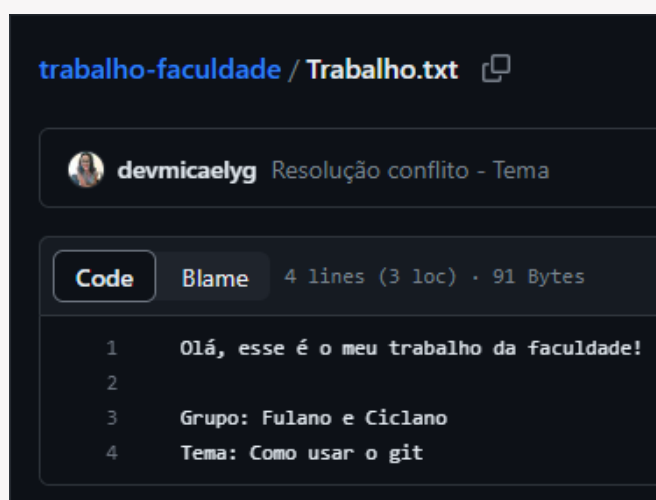 trabalho-faculdade / Trabalho.txt
devmicaelyg Resolução conflito - Tema
Code Blame 4 lines (3 loc) · 91 Bytes
1 Olá, esse é o meu trabalho da faculdade!
2
3 Grupo: Fulano e Ciclano
4 Tema: Como usar o git